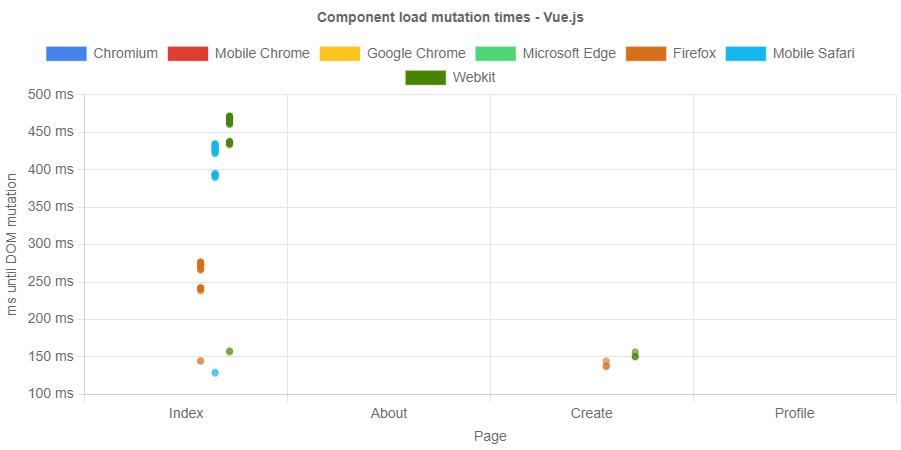 Component load mutation times - Vue.js
Chromium Mobile Chrome Google Chrome Microsoft Edge Firefox Mobile Safari
Webkit
500 ms
450 ms
400 ms
350 ms
300 ms
250 ms
200 ms
150 ms
100 ms
ms until DOM mutation
Index About Create Profile
Page